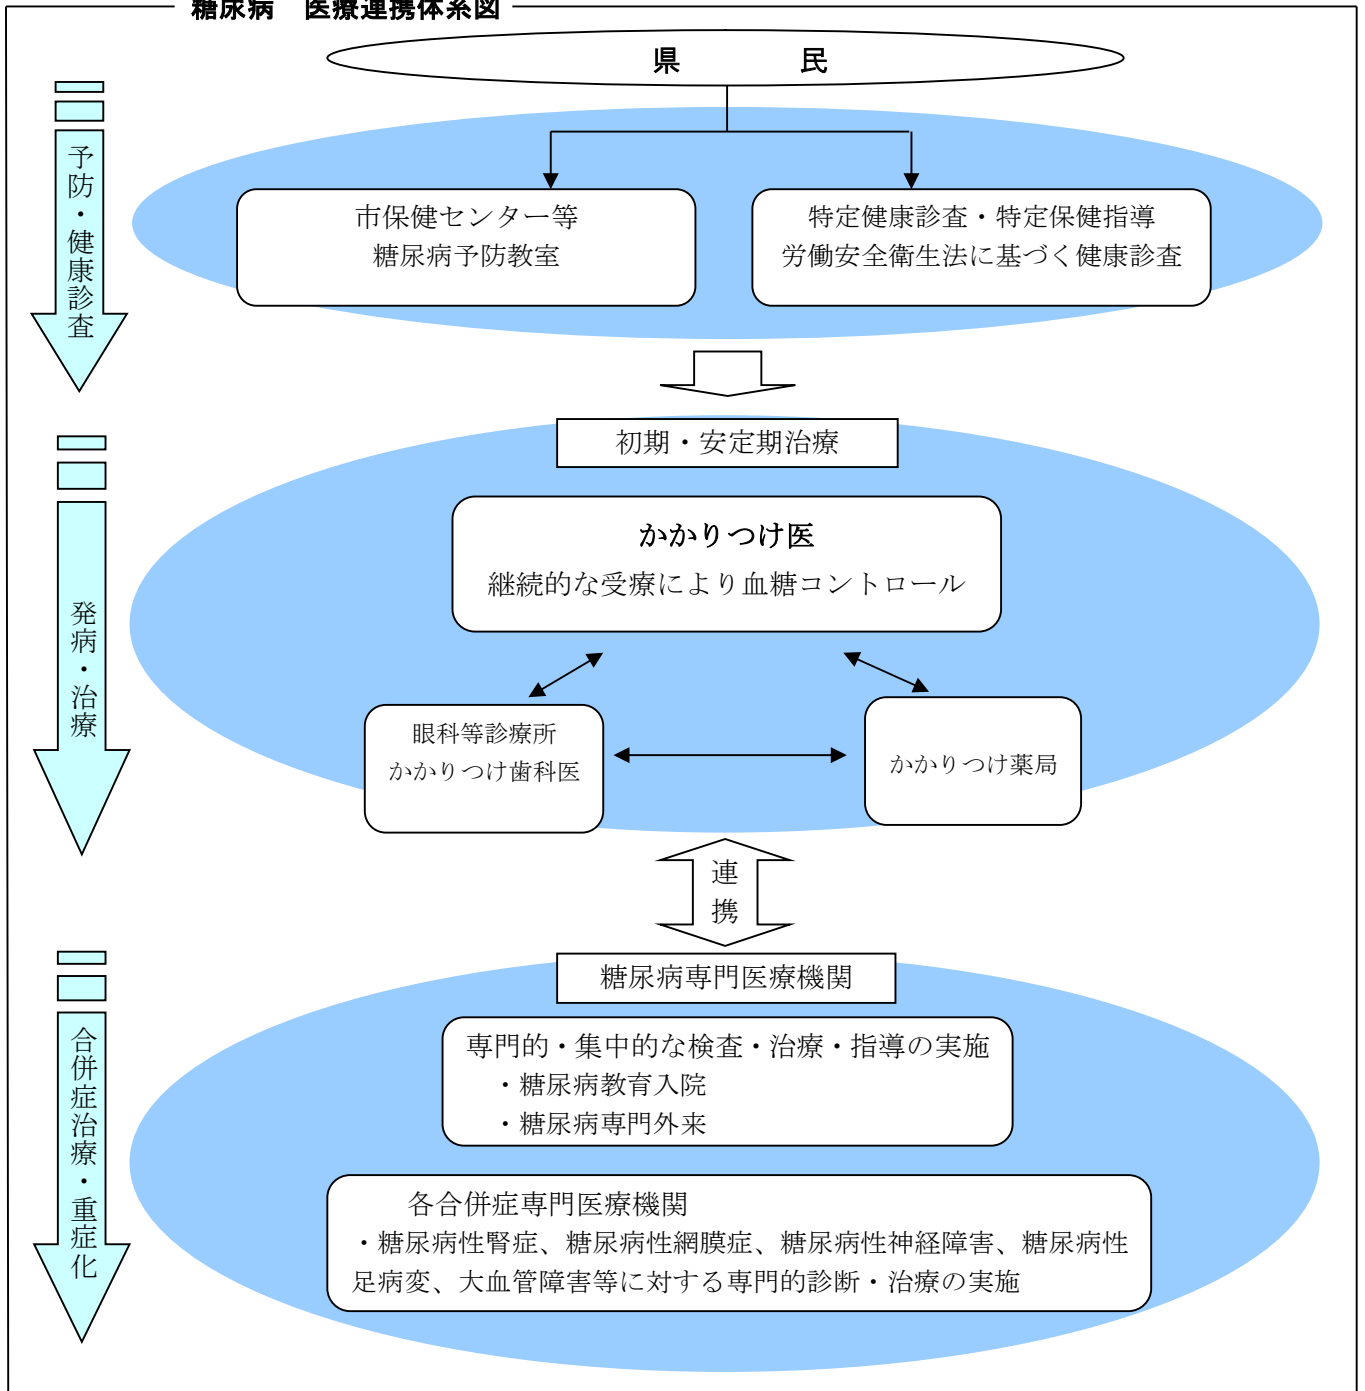 糖尿病　医療連携体系図
県　　　民
予防・健康診査
市保健センター等
糖尿病予防教室
特定健康診査・特定保健指導
労働安全衛生法に基づく健康診査
発病・治療
初期・安定期治療
かかりつけ医
継続的な受療により血糖コントロール
眼科等診療所
かかりつけ歯科医
かかりつけ薬局
連携
合併症治療・重症化
糖尿病専門医療機関
専門的・集中的な検査・治療・指導の実施
・糖尿病教育入院
・糖尿病専門外来
各合併症専門医療機関
・糖尿病性腎症、糖尿病性網膜症、糖尿病性神経障害、糖尿病性
足病変、大血管障害等に対する専門的診断・治療の実施